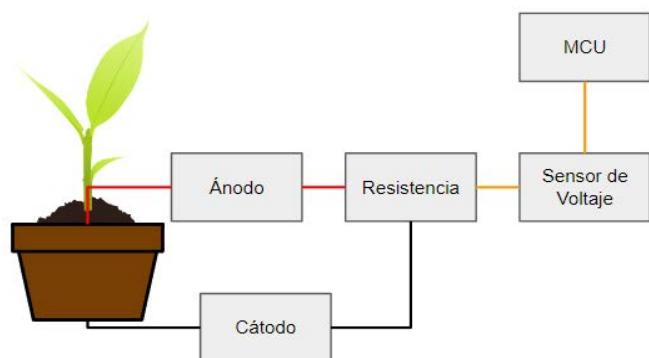 MCU
Ánodo
Resistencia
Sensor de
Voltaje
Cátodo